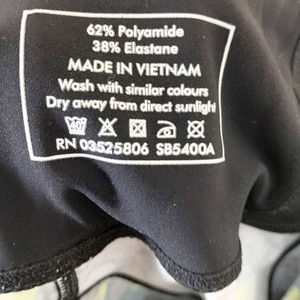 62% Polyamide
38% Elastane
MADE IN VIETNAM
Wash with similar colours
Dry away from direct sunlight
40
RN 03525806 SB5400A